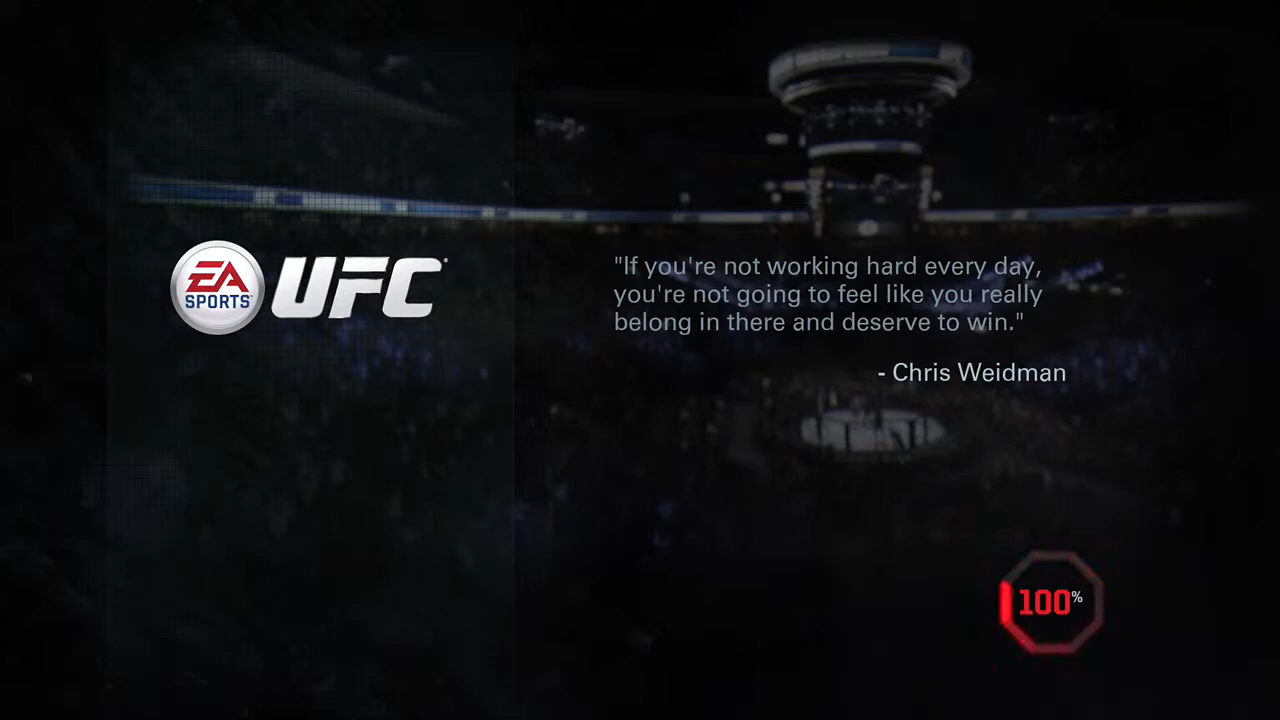 EA
SPORTS
UFC
"If you're not working hard every day,
you're not going to feel like you really
belong in there and deserve to win."
- Chris Weidman
100%